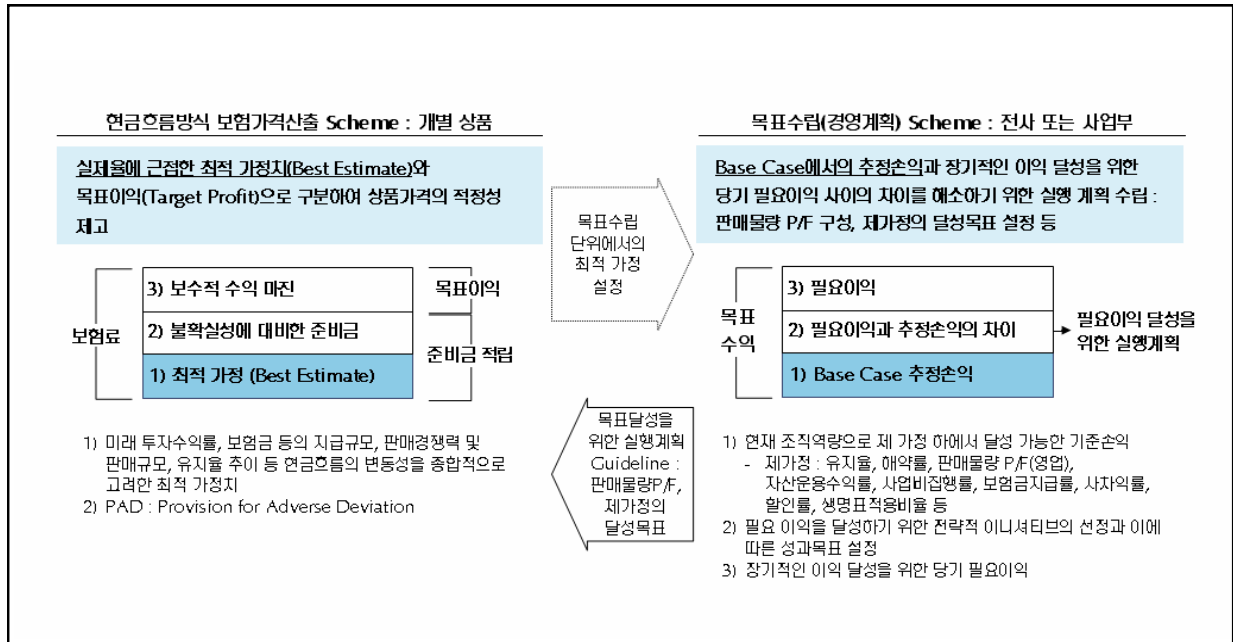 현금흐름방식 보험가격산출 Scheme : 개별 상품
실제율에 근접한 최적 가정치(Best Estimate)와
목표이익(Target Profit)으로 구분하여 상품가격의 적정성
제고
보험료
3) 보수적 수익 마진
2) 불확실성에 대비한 준비금
1) 최적 가정 (Best Estimate)
목표이익
준비금 적립
1) 미래 투자수익률, 보험금 등의 지급규모, 판매경쟁력 및
판매규모, 유지율 추이 등 현금흐름의 변동성을 종합적으로
고려한 최적 가정치
2) PAD : Provision for Adverse Deviation
목표수립
단위에서의
최적 가정
설정
목표달성을
위한 실행계획
Guideline :
판매물량P/F,
제가정의
달성목표
목표수립(경영계획) Scheme : 전사 또는 사업부
Base Case에서의 추정손익과 장기적인 이익 달성을 위한
당기 필요이익 사이의 차이를 해소하기 위한 실행 계획 수립 :
판매물량 P/F 구성, 제가정의 달성목표 설정 등
목표
수익
3) 필요이익
2) 필요이익과 추정손익의 차이
1) Base Case 추정손익
필요이익 달성을
위한 실행계획
1) 현재 조직역량으로 제 가정 하에서 달성 가능한 기준손익
- 제가정 : 유지율, 해약률, 판매물량 P/F(영업),
자산운용수익률, 사업비집행률, 보험금지급률, 사차익률,
할인률, 생명표적용비율 등
2) 필요 이익을 달성하기 위한 전략적 이니셔티브의 선정과 이에
따른 성과목표 설정
3) 장기적인 이익 달성을 위한 당기 필요이익